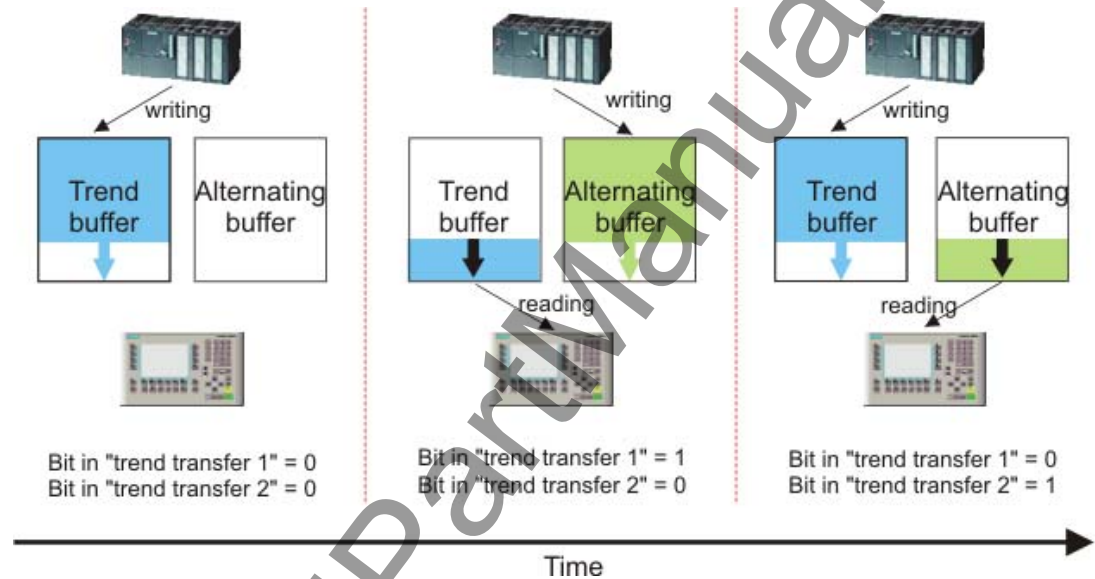 writing
Trend
buffer
Alternating
buffer
Bit in "trend transfer 1" = 0
Bit in "trend transfer 2" = 0
writing
Trend
buffer
Alternating
buffer
reading
Bit in "trend transfer 1" = 1
Bit in "trend transfer 2" = 0
writing
Trend
buffer
Alternating
buffer
reading
Bit in "trend transfer 1" = 0
Bit in "trend transfer 2" = 1
Time
PartManual